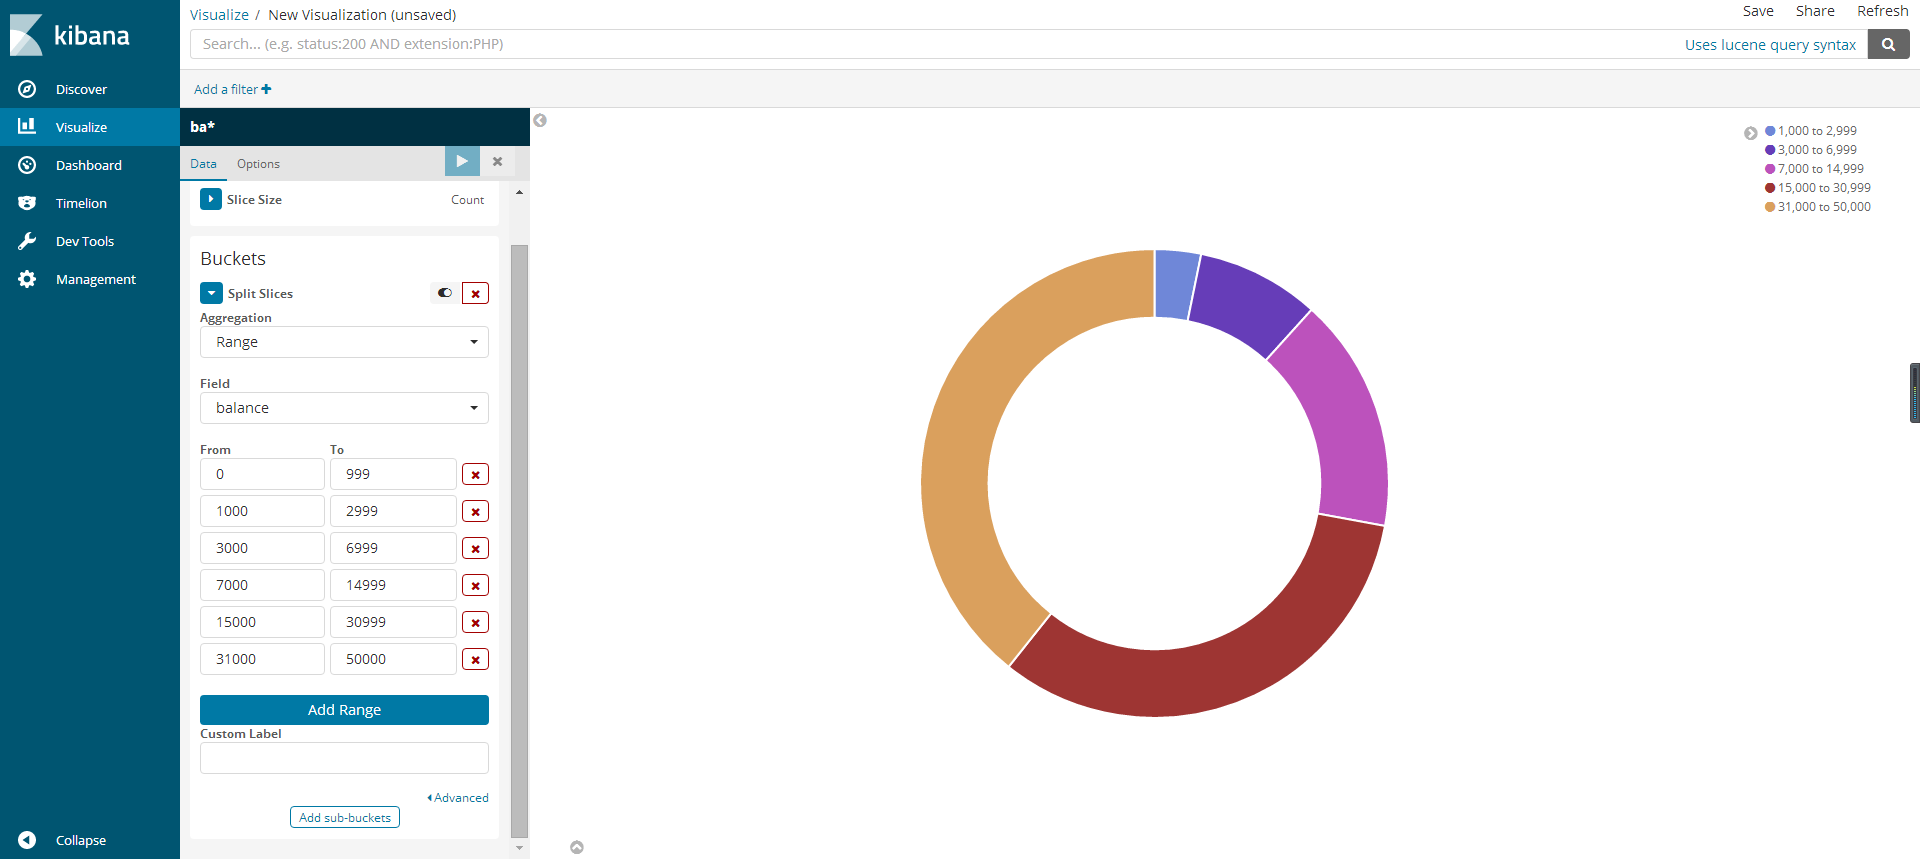 kibana
Discover
Visualize
Dashboard
Timelion
Dev Tools
Management
Collapse
Visualize / New Visualization (unsaved)
Save Share Refresh
Search... (e.g. status:200 AND extension:PHP)
Uses lucene query syntax
Add a filter
ba*
Data Options
Slice Size Count
Buckets
Split Slices
Aggregation
Range
Field
balance
From To
0 999
1000 2999
3000 6999
7000 14999
15000 30999
31000 50000
Add Range
Custom Label
Advanced
Add sub-buckets
1,000 to 2,999
3,000 to 6,999
7,000 to 14,999
15,000 to 30,999
31,000 to 50,000